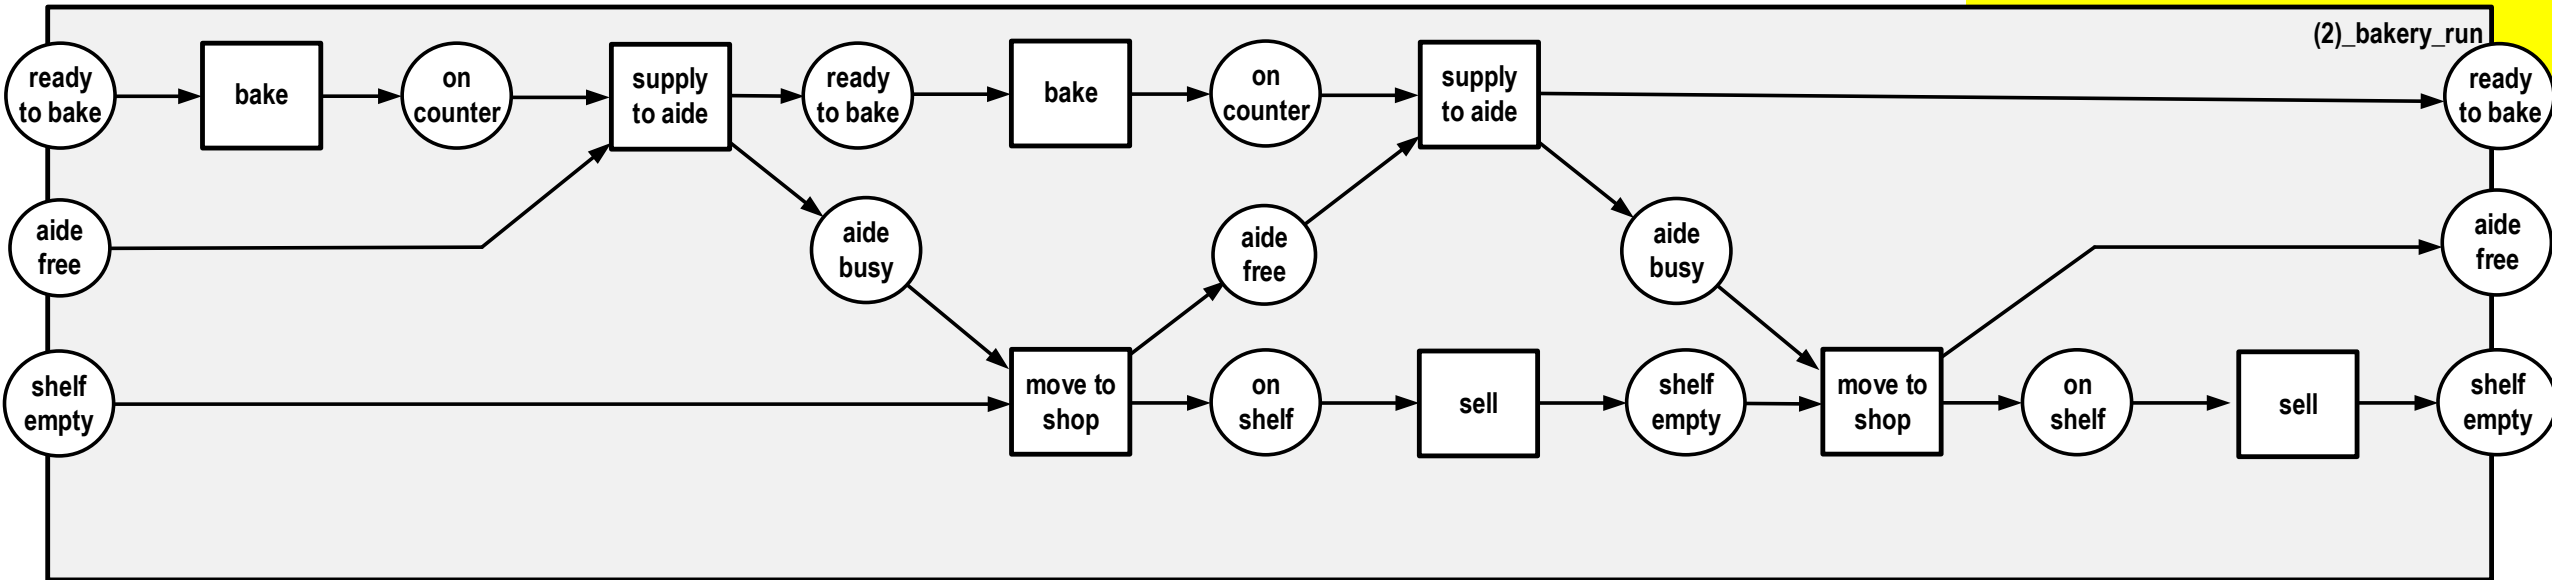 (2)_bakery_run
ready
to bake
bake
on
counter
supply
to aide
ready
to bake
bake
on
counter
supply
to aide
ready
to bake
aide
free
aide
busy
aide
free
aide
busy
aide
free
shelf
empty
move to
shop
on
shelf
sell
shelf
empty
move to
shop
on
shelf
sell
shelf
empty